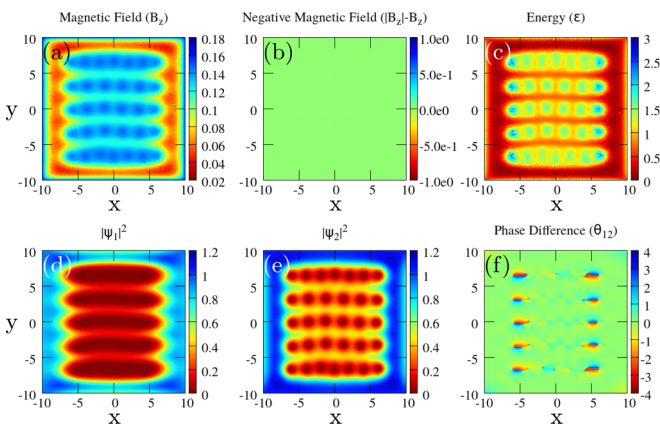 Magnetic Field (Bz) Negative Magnetic Field (|Bz|-Bz) Energy (ε)
(a) (b) (c)
10 5 0 -5 -10
y
-10 -5 0 5 10
x
0.18 0.16 0.14 0.12 0.10 0.08 0.06 0.04 0.02
10 5 0 -5 -10
-10 -5 0 5 10
x
1.0e0 5.0e-1 0.0e0 -5.0e-1 -1.0e0
10 5 0 -5 -10
-10 -5 0 5 10
x
3 2.5 2 1.5 1 0.5 0
|ψ1|² |ψ2|² Phase Difference (θ12)
(d) (e) (f)
10 5 0 -5 -10
y
-10 -5 0 5 10
x
1.2 1 0.8 0.6 0.4 0.2 0
10 5 0 -5 -10
-10 -5 0 5 10
x
1.2 1 0.8 0.6 0.4 0.2 0
10 5 0 -5 -10
-10 -5 0 5 10
x
4 3 2 1 0 -1 -2 -3 -4